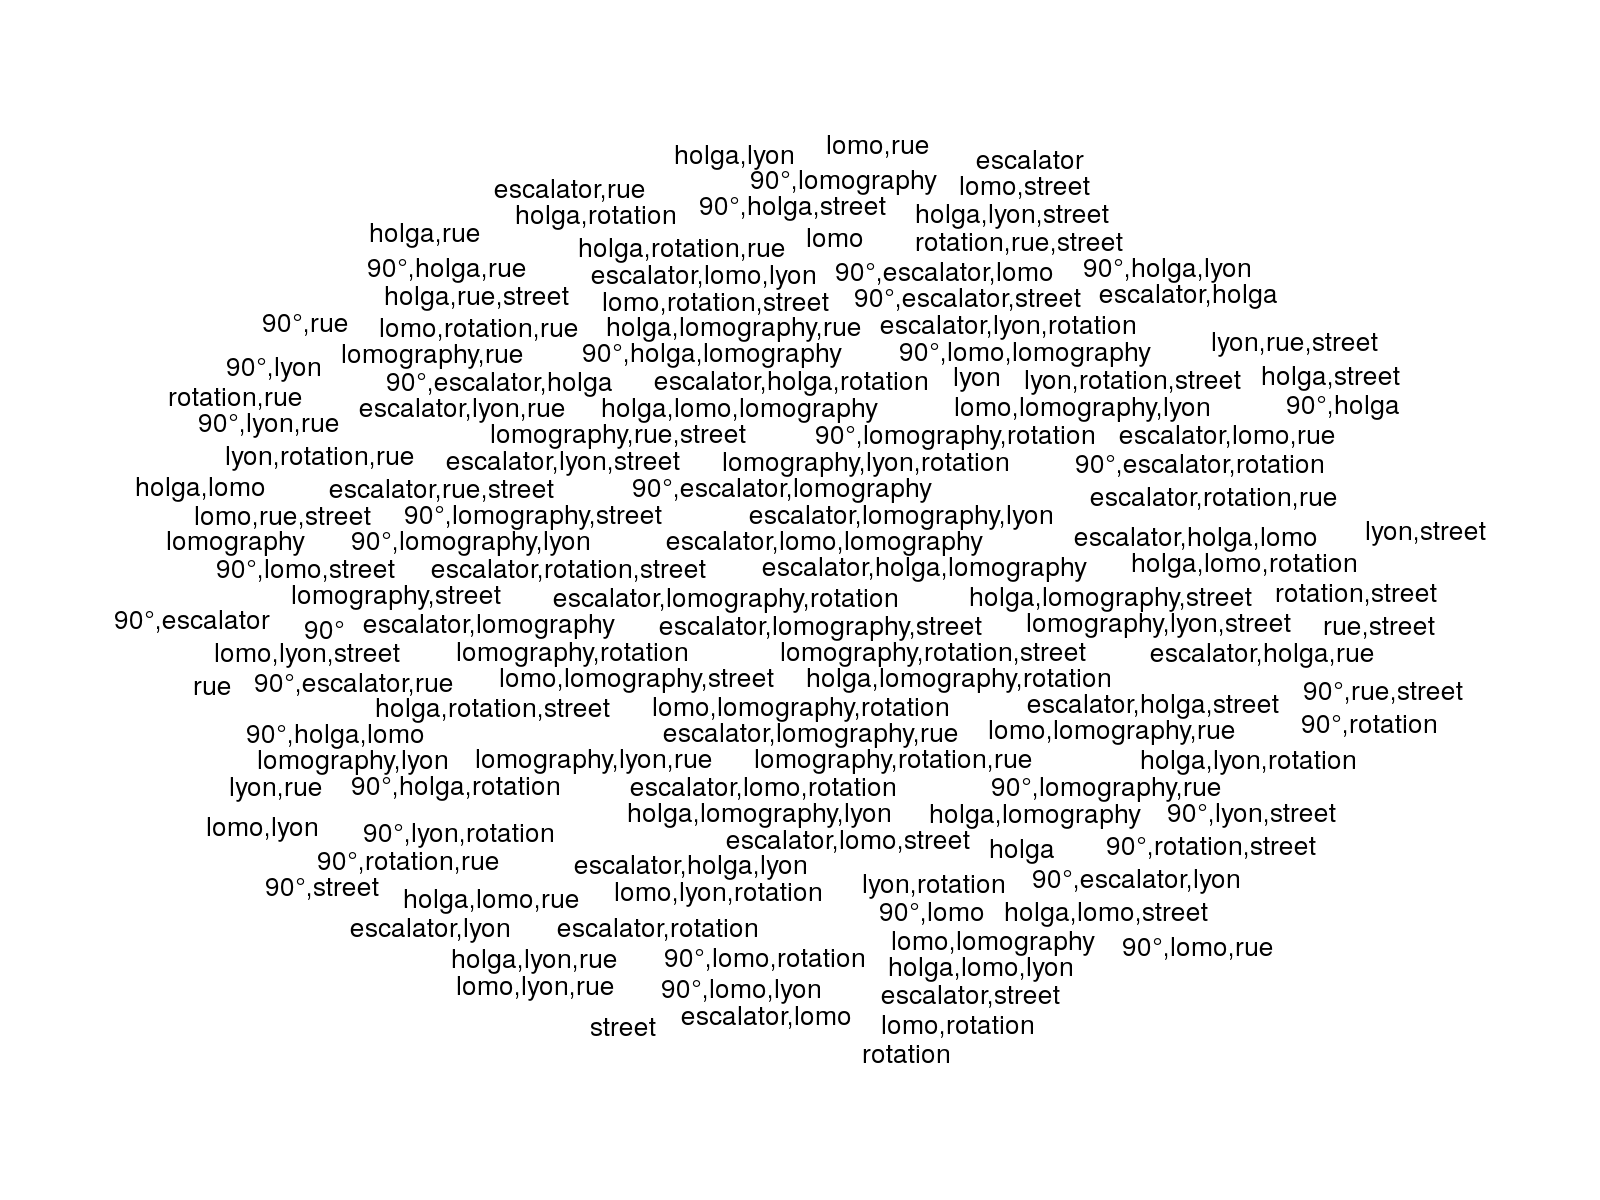 holga,lyon lomo,rue
escalator
escalator,rue 90°,lomography lomo,street
holga,rotation 90°,holga,street holga,lyon,street
holga,rue holga,rotation,rue lomo rotation,rue,street
90°,holga,rue escalator,lomo,lyon 90°,escalator,lomo 90°,holga,lyon
holga,rue,street lomo,rotation,street 90°,escalator,street escalator,holga
90°,rue lomo,rotation,rue holga,lomography,rue escalator,lyon,rotation
lyon,rue,street
90°,lyon lomography,rue 90°,holga,lomography 90°,lomo,lomography
90°,escalator,holga escalator,holga,rotation lyon lyon,rotation,street holga,street
rotation,rue escalator,lyon,rue holga,lomo,lomography lomo,lomography,lyon 90°,holga
90°,lyon,rue lomography,rue,street 90°,lomography,rotation escalator,lomo,rue
lyon,rotation,rue escalator,lyon,street lomography,lyon,rotation 90°,escalator,rotation
holga,lomo escalator,rue,street 90°,escalator,lomography escalator,rotation,rue
lomo,rue,street 90°,lomography,street escalator,lomography,lyon
lomography 90°,lomography,lyon escalator,lomo,lomography escalator,holga,lomo lyon,street
90°,lomo,street escalator,rotation,street escalator,holga,lomography holga,lomo,rotation
lomography,street escalator,lomography,rotation holga,lomography,street rotation,street
90°,escalator 90° escalator,lomography escalator,lomography,street lomography,lyon,street rue,street
lomo,lyon,street lomography,rotation lomography,rotation,street escalator,holga,rue
rue 90°,escalator,rue lomo,lomography,street holga,lomography,rotation 90°,rue,street
holga,rotation,street lomo,lomography,rotation escalator,holga,street
90°,holga,lomo escalator,lomography,rue lomo,lomography,rue 90°,rotation
lomography,lyon lomography,lyon,rue lomography,rotation,rue holga,lyon,rotation
lyon,rue 90°,holga,rotation escalator,lomo,rotation 90°,lomography,rue
holga,lomography,lyon holga,lomography 90°,lyon,street
lomo,lyon 90°,lyon,rotation escalator,lomo,street holga 90°,rotation,street
90°,rotation,rue escalator,holga,lyon
90°,street holga,lomo,rue lomo,lyon,rotation lyon,rotation 90°,escalator,lyon
90°,lomo holga,lomo,street
escalator,lyon escalator,rotation lomo,lomography 90°,lomo,rue
holga,lyon,rue 90°,lomo,rotation holga,lomo,lyon
lomo,lyon,rue 90°,lomo,lyon escalator,street
street escalator,lomo lomo,rotation
rotation